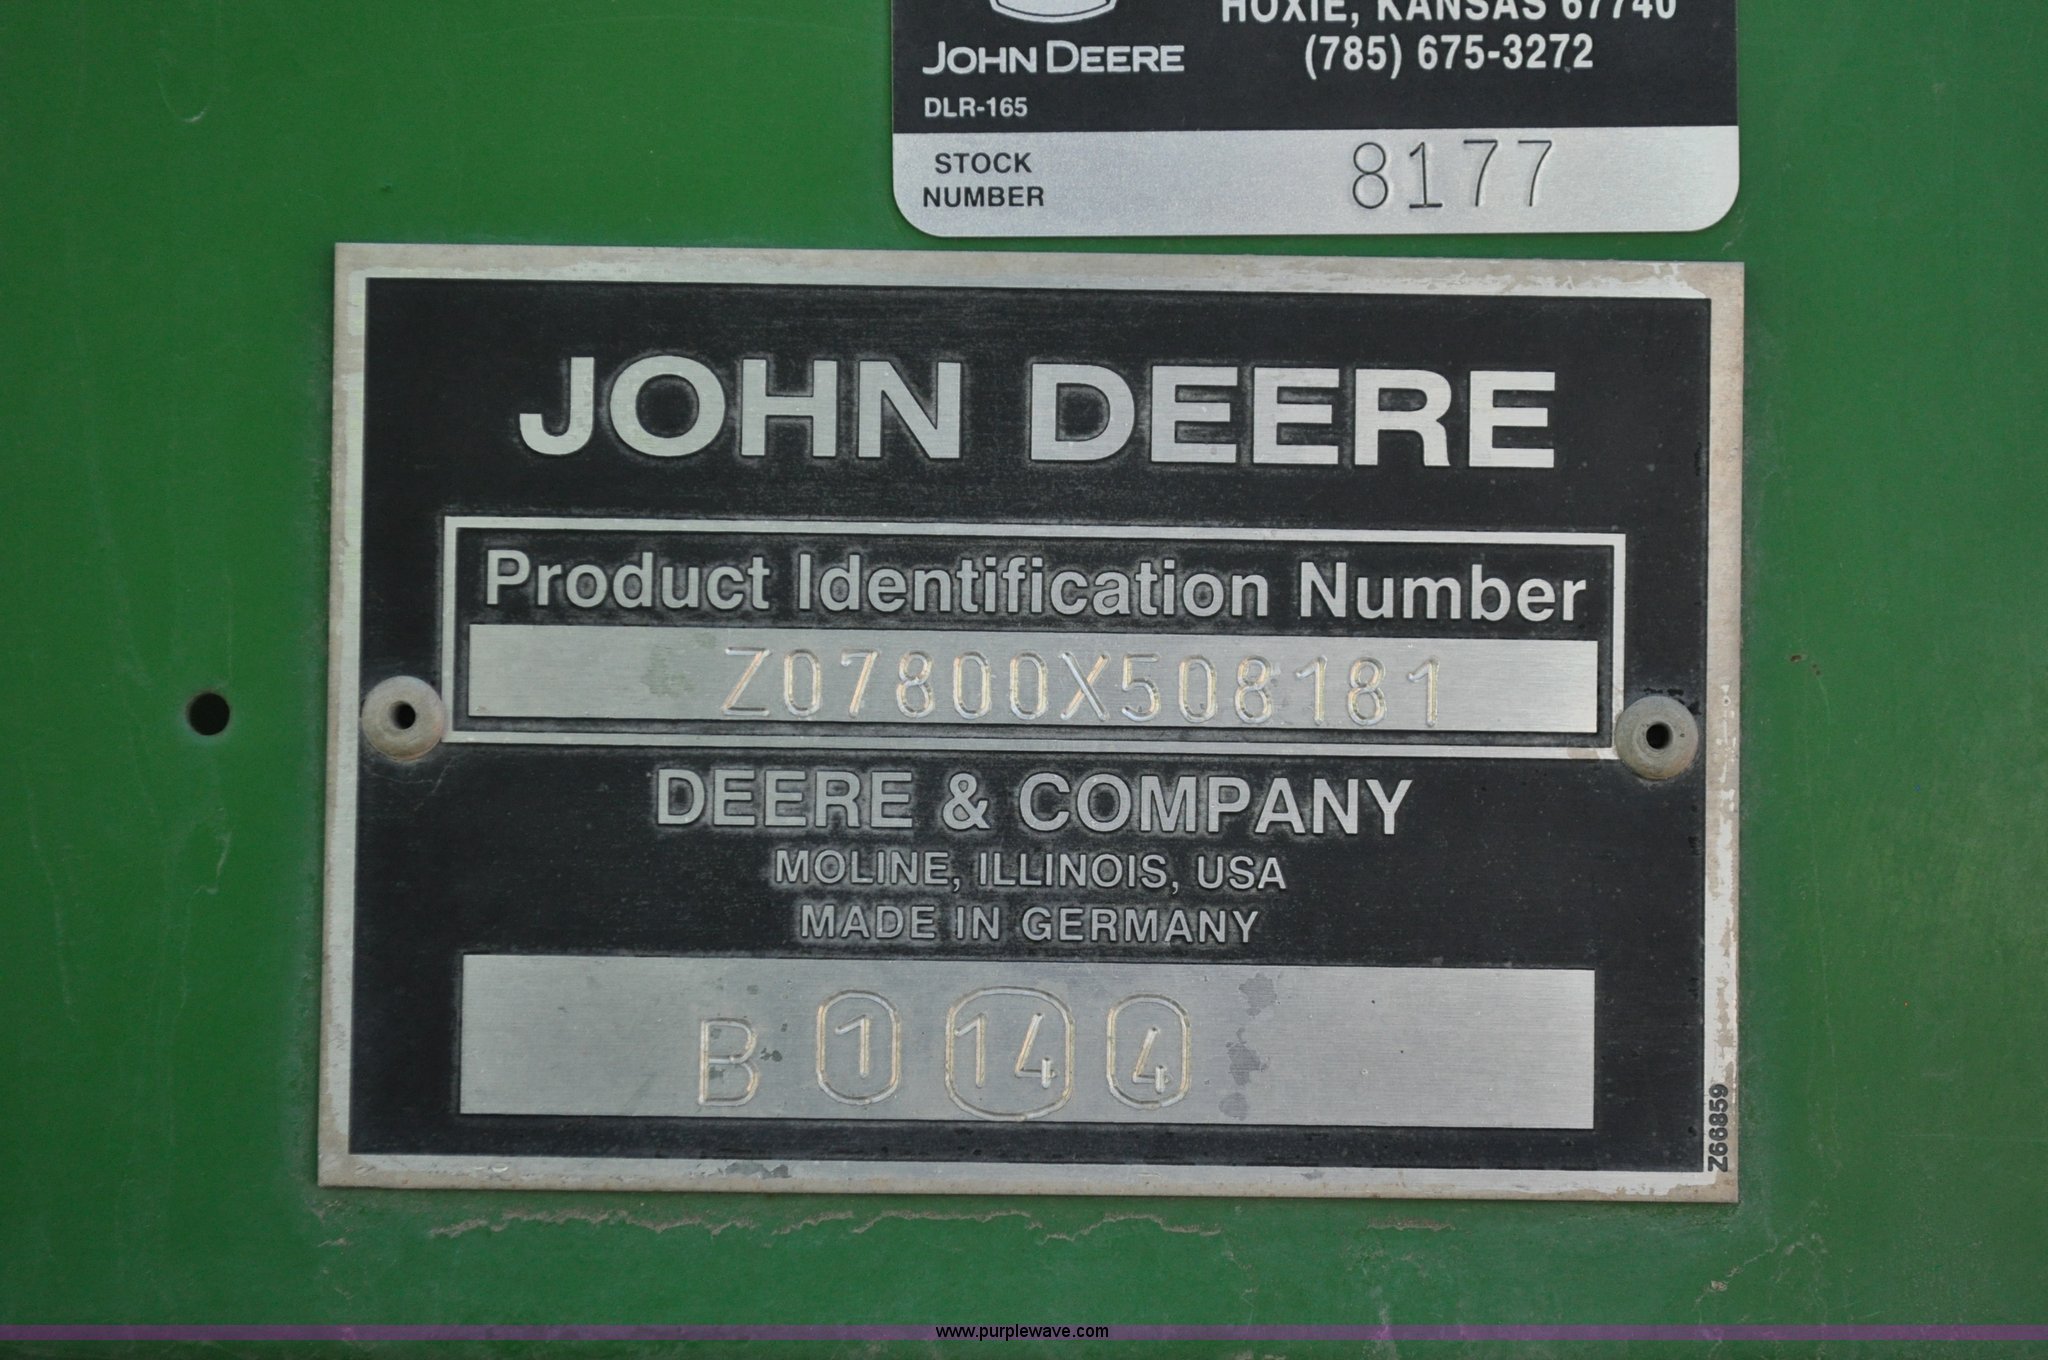 HOXIE, KANSAS 67740
(785) 675-3272
JOHN DEERE
DLR-165
STOCK
NUMBER
8177
JOHN DEERE
Product Identification Number
Z07800X508181
DEERE & COMPANY
MOLINE, ILLINOIS, USA
MADE IN GERMANY
B 1 14 4
Z66859
www.purplewave.com